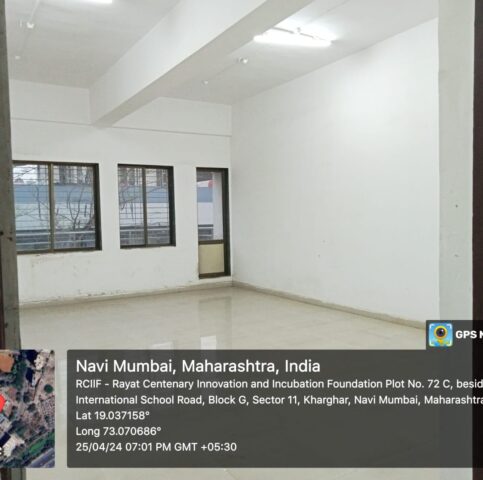 GPS
Navi Mumbai, Maharashtra, India
RCIIF - Rayat Centenary Innovation and Incubation Foundation Plot No. 72 C,
International School Road, Block G, Sector 11, Kharghar, Navi Mumbai, Maharashtra
Lat 19.037158°
Long 73.070686°
25/04/24 07:01 PM GMT +05:30